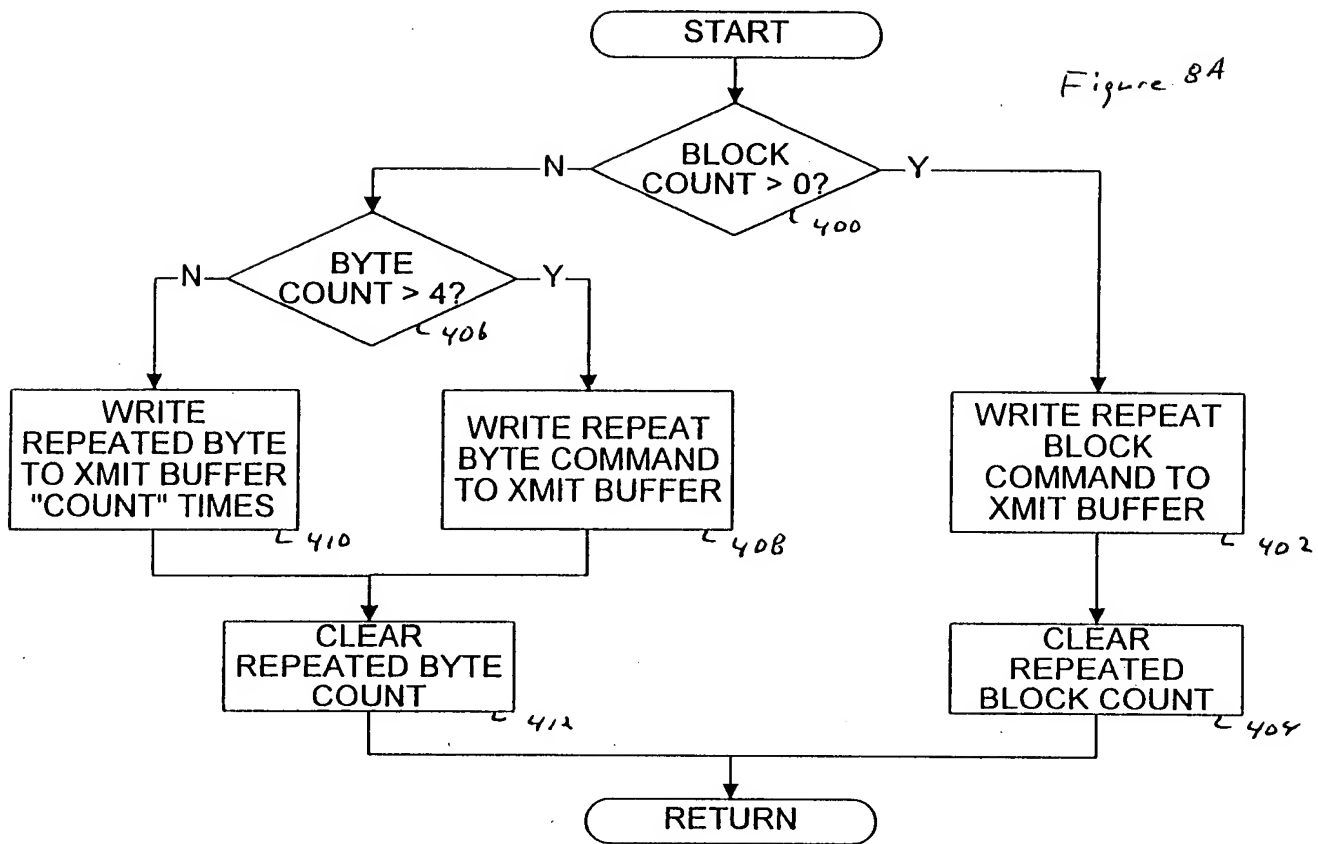 START
Figure 8A
BLOCK
COUNT > 0?
N
Y
400
BYTE
COUNT > 4?
N
Y
406
WRITE
REPEATED BYTE
TO XMIT BUFFER
"COUNT" TIMES
410
WRITE REPEAT
BYTE COMMAND
TO XMIT BUFFER
408
WRITE REPEAT
BLOCK
COMMAND TO
XMIT BUFFER
402
CLEAR
REPEATED BYTE
COUNT
412
CLEAR
REPEATED
BLOCK COUNT
404
RETURN